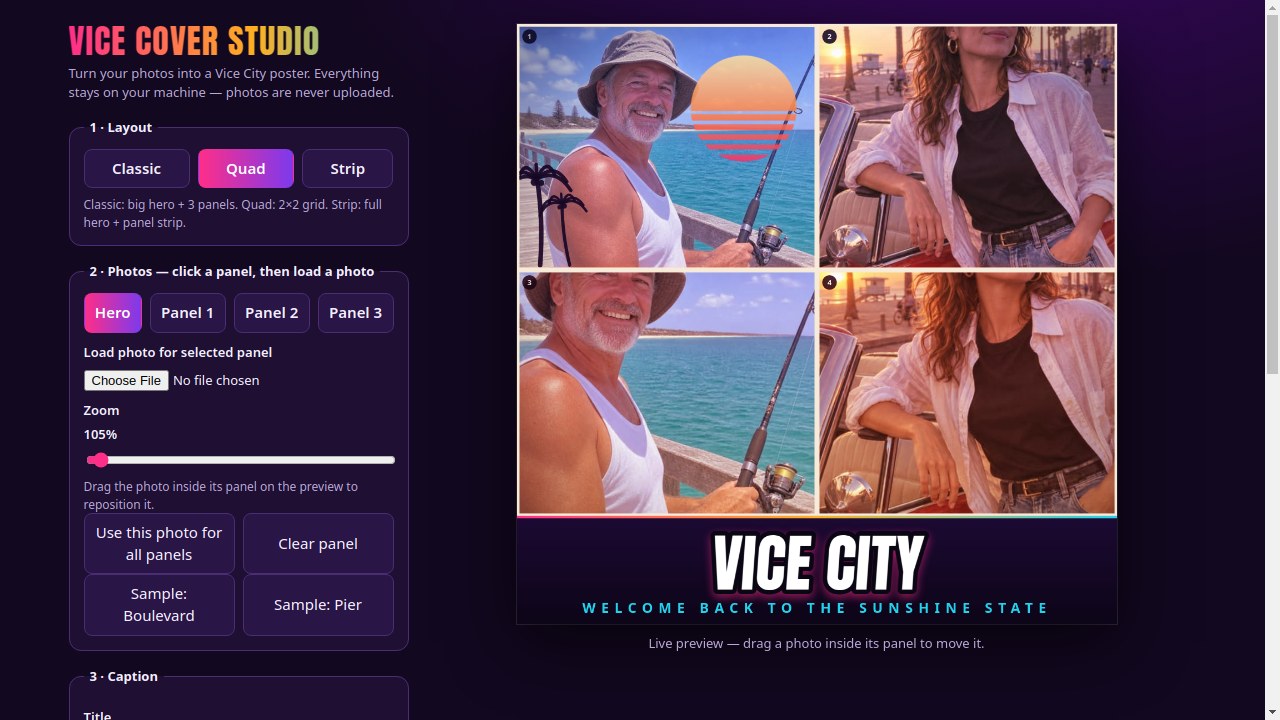 VICE COVER STUDIO
Turn your photos into a Vice City poster. Everything
stays on your machine — photos are never uploaded.
1 · Layout
Classic
Quad
Strip
Classic: big hero + 3 panels. Quad: 2×2 grid. Strip: full
hero + panel strip.
2 · Photos — click a panel, then load a photo
Hero
Panel 1
Panel 2
Panel 3
Load photo for selected panel
Choose File No file chosen
Zoom
105%
Drag the photo inside its panel on the preview to
reposition it.
Use this photo for
all panels
Clear panel
Sample:
Boulevard
Sample: Pier
3 · Caption
Title
1
2
3
4
VICE CITY
WELCOME BACK TO THE SUNSHINE STATE
Live preview — drag a photo inside its panel to move it.